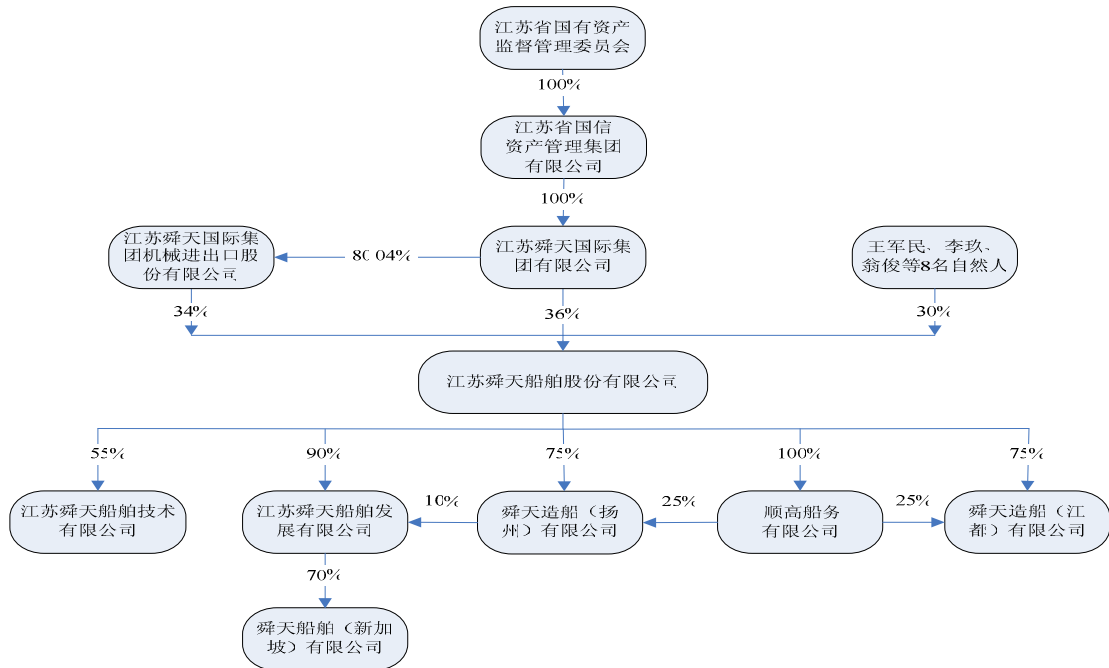 江苏省国有资产
监督管理委员会
100%
江苏省国信
资产管理集团
有限公司
100%
江苏舜天国际集
团机械进出口股
份有限公司
80.04%
江苏舜天国际集
团有限公司
王军民、李玖、
翁俊等8名自然人
34%
36%
30%
江苏舜天船舶股份有限公司
55%
90%
75%
100%
75%
江苏舜天船舶技术
有限公司
江苏舜天船舶发
展有限公司
10%
舜天造船（扬
州）有限公司
25%
顺高船务
有限公司
25%
舜天造船（江
都）有限公司
70%
舜天船舶（新加
坡）有限公司